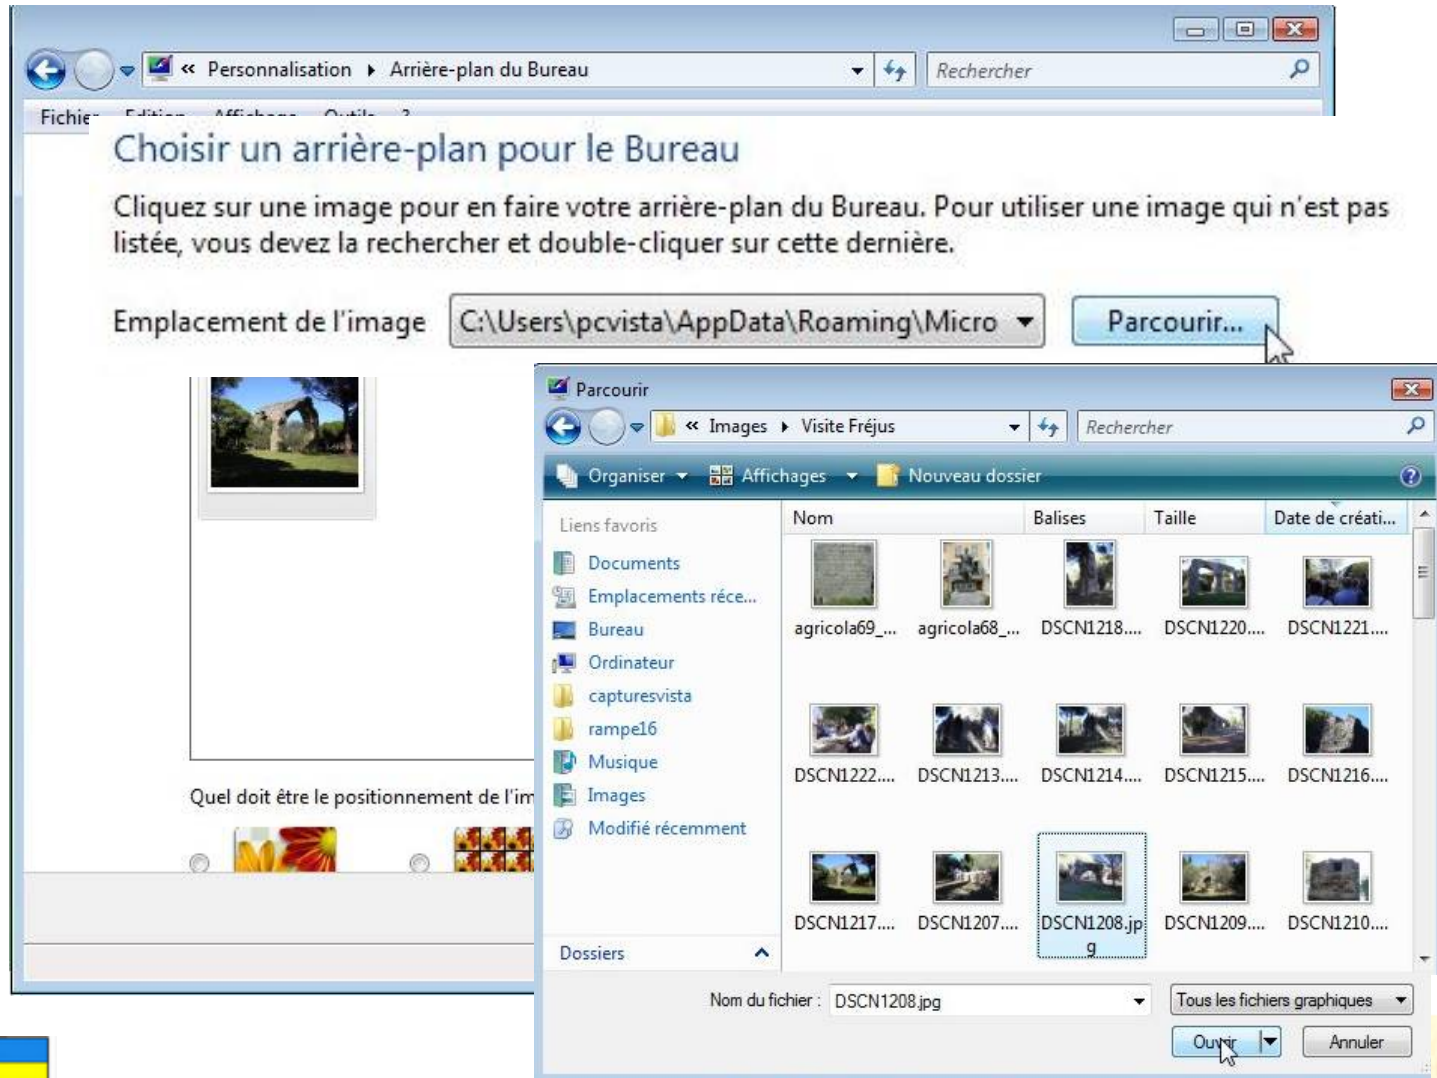 « Personnalisation ▸ Arrière-plan du Bureau
Rechercher
Fichier Edition Affichage Outils ?
Choisir un arrière-plan pour le Bureau
Cliquez sur une image pour en faire votre arrière-plan du Bureau. Pour utiliser une image qui n'est pas
listée, vous devez la rechercher et double-cliquer sur cette dernière.
Emplacement de l'image C:\Users\pcvista\AppData\Roaming\Micro Parcourir...
Quel doit être le positionnement de l'im
Parcourir
« Images ▸ Visite Fréjus
Rechercher
Organiser Affichages Nouveau dossier
Liens favoris
Documents
Emplacements réce...
Bureau
Ordinateur
capturesvista
rampe16
Musique
Images
Modifié récemment
Dossiers
Nom Balises Taille Date de créati...
agricola69_... agricola68_... DSCN1218.... DSCN1220.... DSCN1221....
DSCN1222.... DSCN1213.... DSCN1214.... DSCN1215.... DSCN1216....
DSCN1217.... DSCN1207.... DSCN1208.jp DSCN1209.... DSCN1210....
g
Nom du fichier : DSCN1208.jpg Tous les fichiers graphiques
Ouvrir Annuler